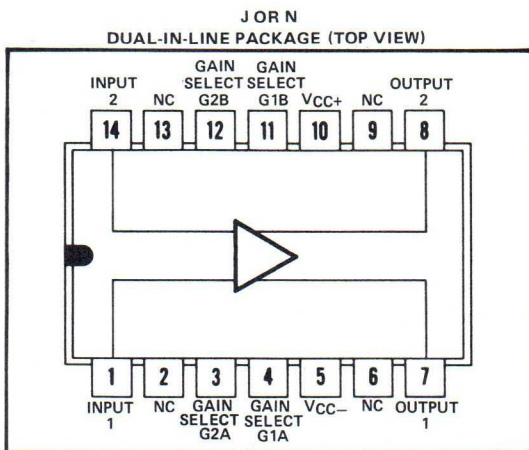 J OR N
DUAL-IN-LINE PACKAGE (TOP VIEW)
INPUT 2 NC GAIN SELECT G2B GAIN SELECT G1B VCC+ NC OUTPUT 2
14 13 12 11 10 9 8
1 2 3 4 5 6 7
INPUT 1 NC GAIN SELECT G2A GAIN SELECT G1A VCC– NC OUTPUT 1